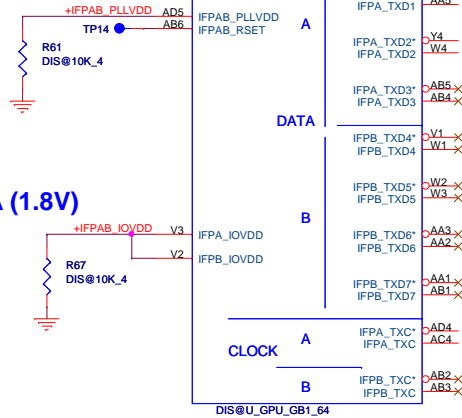 IFPA_TXD1 AA5
+IFPAB_PLLVDD AD5 IFPAB_PLLVDD A
TP14 AB6 IFPAB_RSET
R61
DIS@10K_4
IFPA_TXD2* Y4
IFPA_TXD2 W4
IFPA_TXD3* AB5
IFPA_TXD3 AB4
DATA
IFPB_TXD4* V1
IFPB_TXD4 W1
IFPB_TXD5* W2
IFPB_TXD5 W3
A (1.8V)
B
+IFPAB_IOVDD V3 IFPA_IOVDD
IFPB_TXD6* AA3
IFPB_TXD6 AA2
V2 IFPB_IOVDD
R67
DIS@10K_4
IFPB_TXD7* AA1
IFPB_TXD7 AB1
CLOCK
A
IFPA_TXC* AD4
IFPA_TXC AC4
B
IFPB_TXC* AB2
IFPB_TXC AB3
DIS@U_GPU_GB1_64